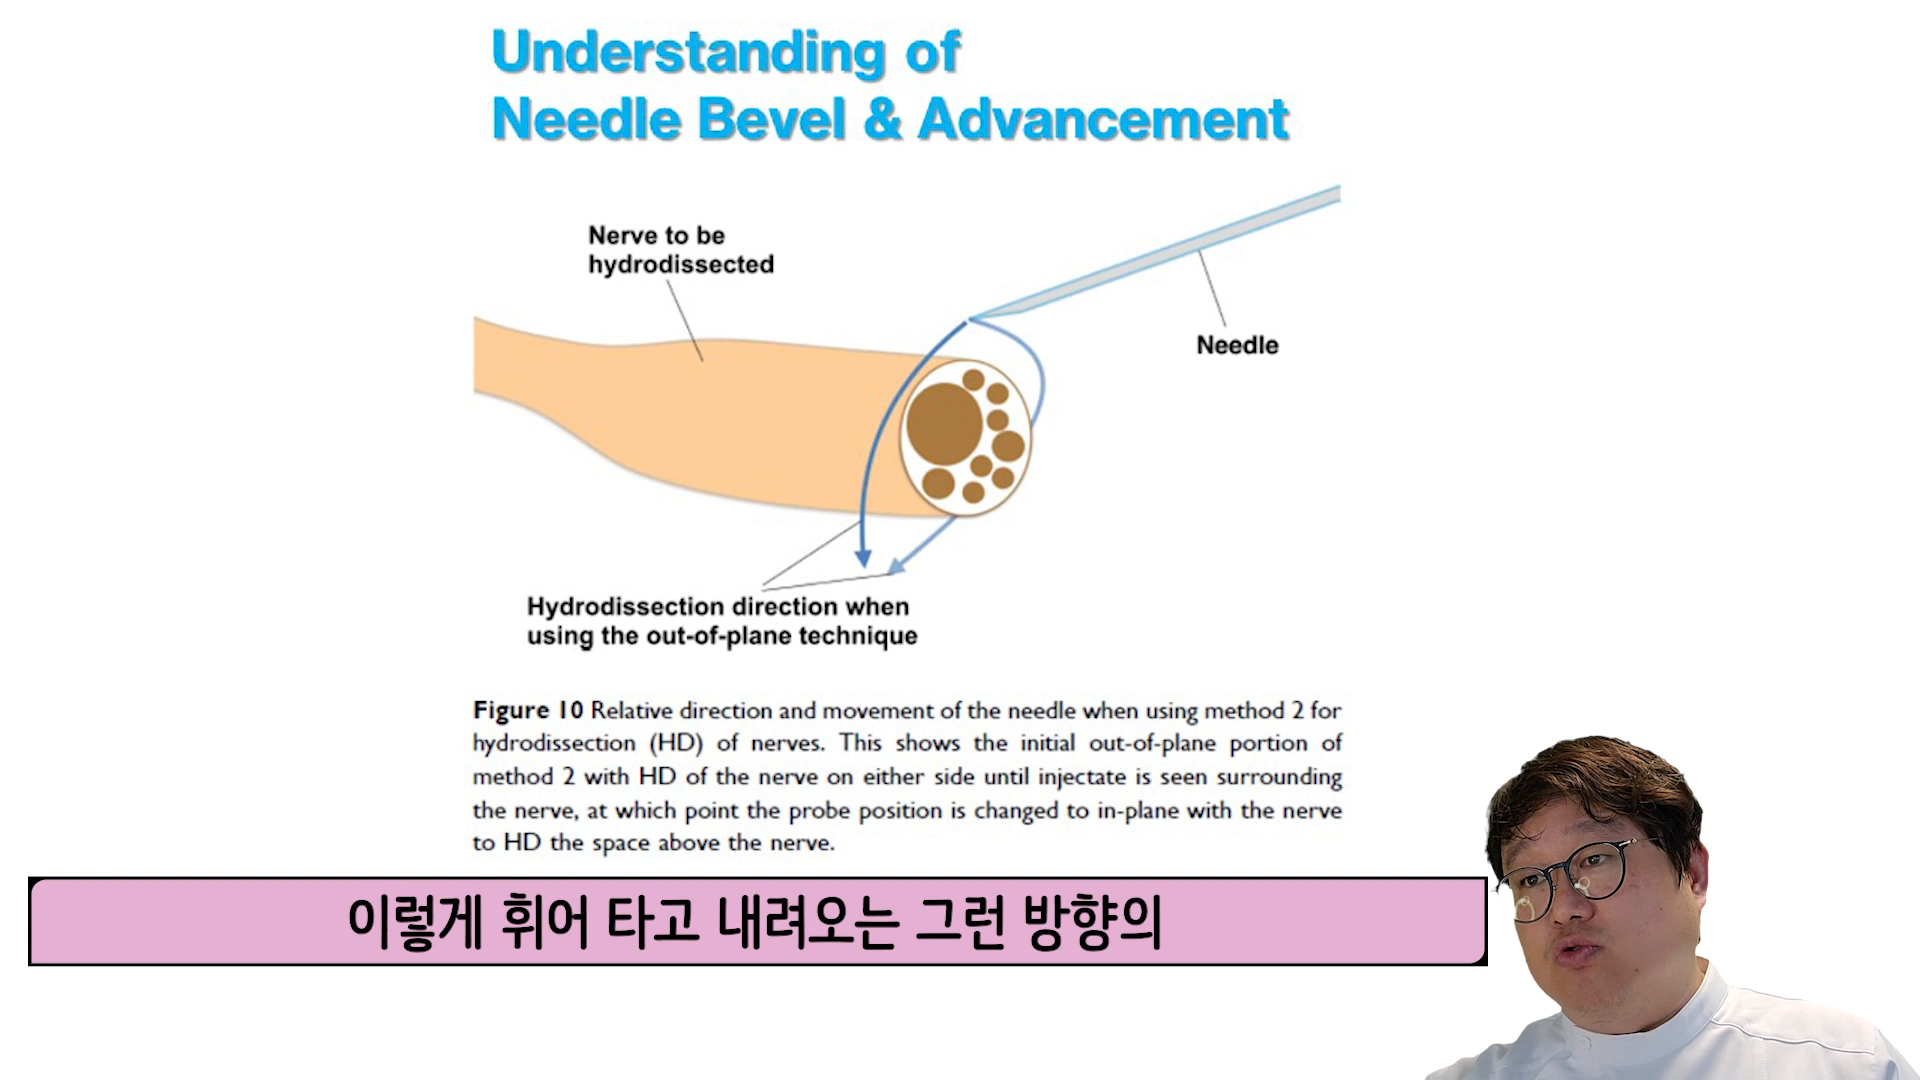 Understanding of
Needle Bevel & Advancement
Nerve to be
hydrodissected
Needle
Hydrodissection direction when
using the out-of-plane technique
Figure 10 Relative direction and movement of the needle when using method 2 for
hydrodissection (HD) of nerves. This shows the initial out-of-plane portion of
method 2 with HD of the nerve on either side until injectate is seen surrounding
the nerve, at which point the probe position is changed to in-plane with the nerve
to HD the space above the nerve.
이렇게 휘어 타고 내려오는 그런 방향의